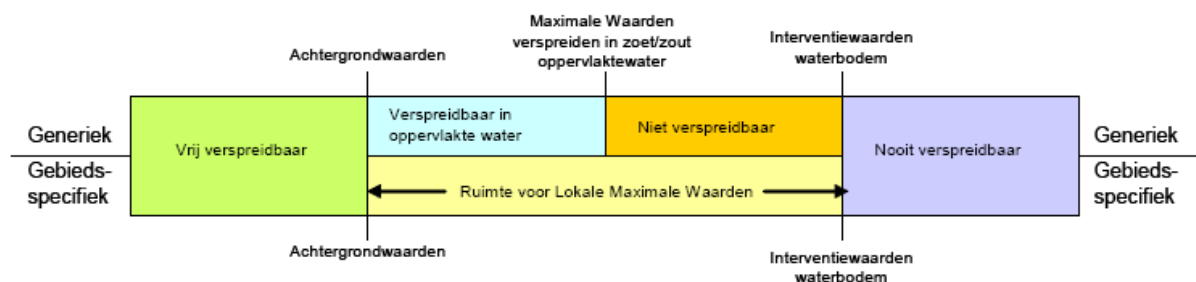 Maximale Waarden
verspreiden in zoet/zout
oppervlaktewater
Interventiewaarden
waterbodem
Achtergrondwaarden
Generiek
Gebieds-
specifiek
Vrij verspreidbaar
Verspreidbaar in
oppervlakte water
Niet verspreidbaar
Ruimte voor Lokale Maximale Waarden
Nooit verspreidbaar
Generiek
Gebieds-
specifiek
Achtergrondwaarden
Interventiewaarden
waterbodem